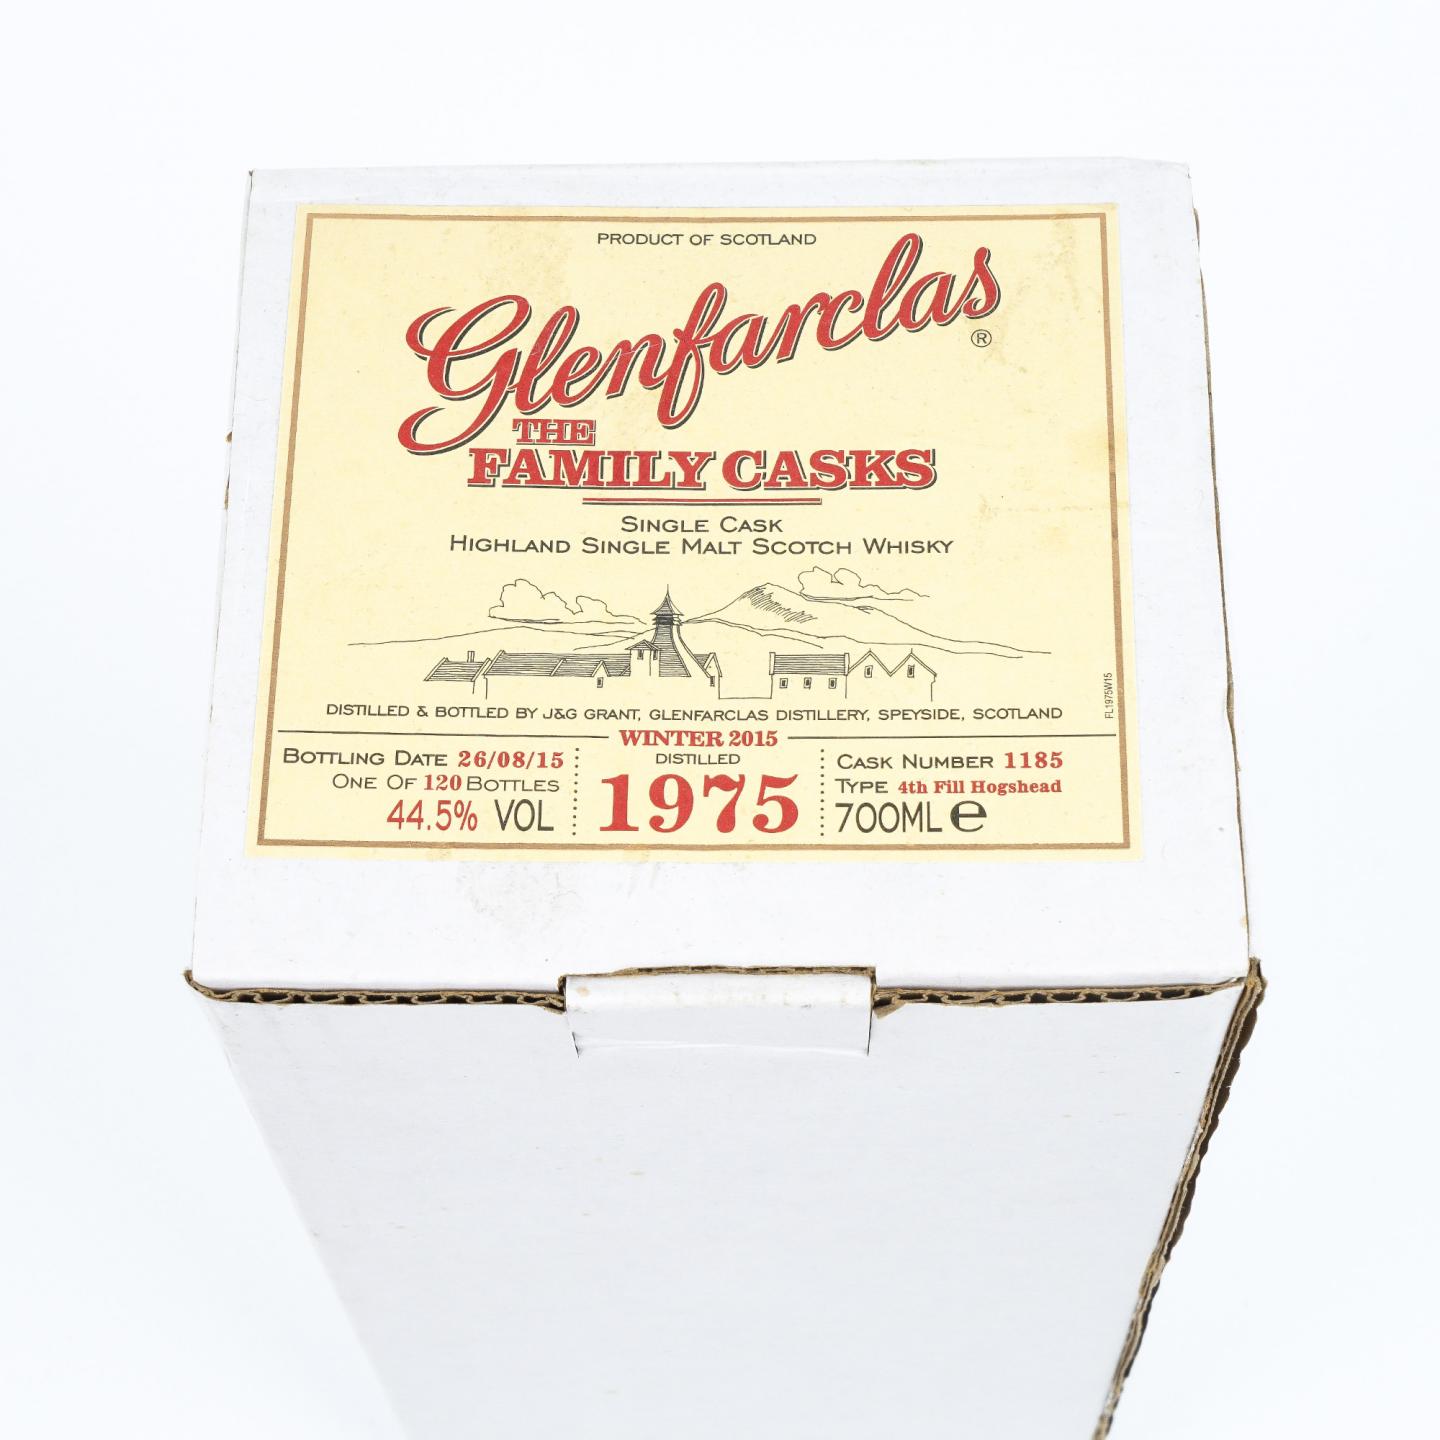 PRODUCT OF SCOTLAND
Glenfarclas ®
THE
FAMILY CASKS
SINGLE CASK
HIGHLAND SINGLE MALT SCOTCH WHISKY
FL1975W15
DISTILLED & BOTTLED BY J&G GRANT, GLENFARCLAS DISTILLERY, SPEYSIDE, SCOTLAND
WINTER 2015
BOTTLING DATE 26/08/15
ONE OF 120 BOTTLES
44.5% VOL
DISTILLED
1975
CASK NUMBER 1185
TYPE 4th Fill Hogshead
700ML e